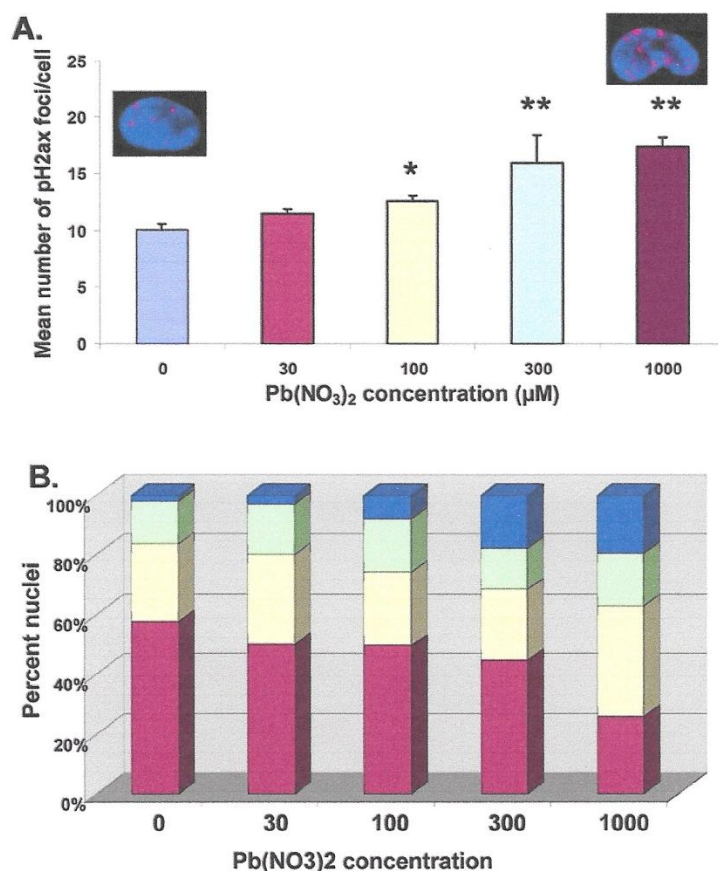 A.
Mean number of pH2ax foci/cell
25
20
15
10
5
0
*
**
**
0 30 100 300 1000
Pb(NO₃)₂ concentration (µM)
B.
Percent nuclei
100%
80%
60%
40%
20%
0%
0 30 100 300 1000
Pb(NO3)2 concentration